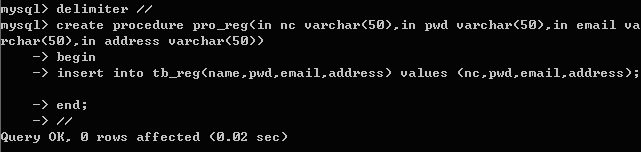 mysql> delimiter //
mysql> create procedure pro_reg(in nc varchar(50),in pwd varchar(50),in email va
rchar(50),in address varchar(50))
    -> begin
    -> insert into tb_reg(name,pwd,email,address) values (nc,pwd,email,address);
    -> end;
    -> //
Query OK, 0 rows affected (0.02 sec)